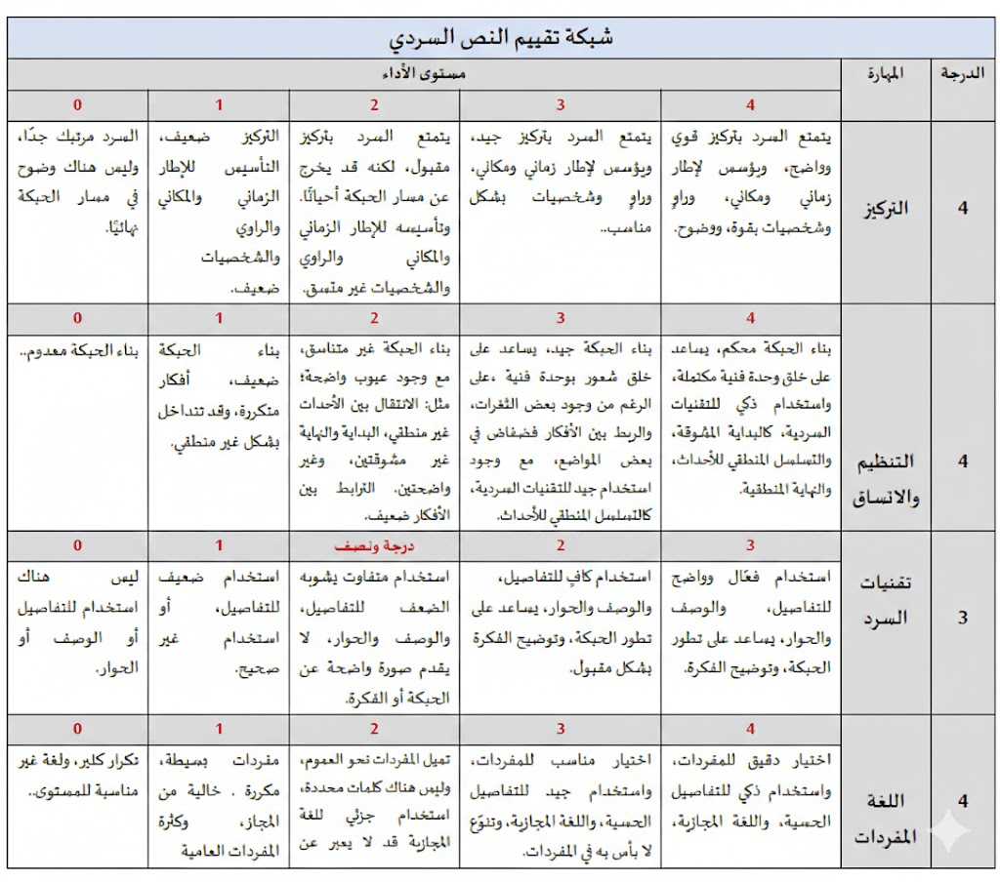 شبكة تقييم النص السردي
الدرجة
المهارة
مستوى الأداء
4
3
2
1
0
4
التركيز
يتمتع السرد بتركيز قوي
وواضح، ويؤسس لإطار
زماني ومكاني، وراوٍ
وشخصيات بقوة، ووضوح.
يتمتع السرد بتركيز جيد،
ويؤسس لإطار زماني ومكاني،
وراوٍ وشخصيات بشكل
مناسب..
يتمتع السرد بتركيز
مقبول، لكنه قد يخرج
عن مسار الحبكة أحيانًا.
وتأسيسه للإطار الزماني
والمكاني والراوي
والشخصيات غير متسق.
التركيز ضعيف،
التأسيس للإطار
الزماني والمكاني
والراوي
والشخصيات
ضعيف.
السرد مرتبك جدًا،
وليس هناك وضوح
في مسار الحبكة
نهائيًا.
4
3
2
1
0
4
التنظيم
والاتساق
بناء الحبكة محكم، يساعد
على خلق وحدة فنية مكتملة،
واستخدام ذكي للتقنيات
السردية، كالبداية المشوقة،
والتسلسل المنطقي للأحداث،
والنهاية المنطقية.
بناء الحبكة جيد، يساعد على
خلق شعور بوحدة فنية ،على
الرغم من وجود بعض الثغرات،
والربط بين الأفكار فضفاض في
بعض المواضع، مع وجود
استخدام جيد للتقنيات السردية،
كالتسلسل المنطقي للأحداث.
بناء الحبكة غير متناسق،
مع وجود عيوب واضحة؛
مثل: الانتقال بين الأحداث
غير منطقي، البداية والنهاية
غير مشوقتين، وغير
واضحتين. الترابط بين
الأفكار ضعيف.
بناء الحبكة
ضعيف، أفكار
متكررة، وقد تتداخل
بشكل غير منطقي.
بناء الحبكة معدوم..
3
2
درجة ونصف
1
0
3
تقنيات
السرد
استخدام فعّال وواضح
للتفاصيل، والوصف
والحوار، يساعد على تطور
الحبكة، وتوضيح الفكرة.
استخدام كافٍ للتفاصيل،
والوصف والحوار، يساعد على
تطور الحبكة، وتوضيح الفكرة
بشكل مقبول.
استخدام متفاوت يشوبه
الضعف للتفاصيل،
والوصف والحوار، لا
يقدم صورة واضحة عن
الحبكة أو الفكرة.
استخدام ضعيف
للتفاصيل، أو
استخدام غير
صحيح.
ليس هناك
استخدام للتفاصيل
أو الوصف أو
الحوار.
4
3
2
1
0
4
اللغة
المفردات
اختيار دقيق للمفردات،
واستخدام ذكي للتفاصيل
الحسية، واللغة المجازية،
اختيار مناسب للمفردات،
واستخدام جيد للتفاصيل
الحسية، واللغة المجازية، وتنوّع
لا بأس به في المفردات.
تميل المفردات نحو العموم،
وليس هناك كلمات محددة،
استخدام جزئي للغة
المجازية قد لا يعبر عن
مفردات بسيطة،
مكررة . خالية من
المجاز، وكثرة
المفردات العامية
تكرار كثير، ولغة غير
مناسبة للمستوى..